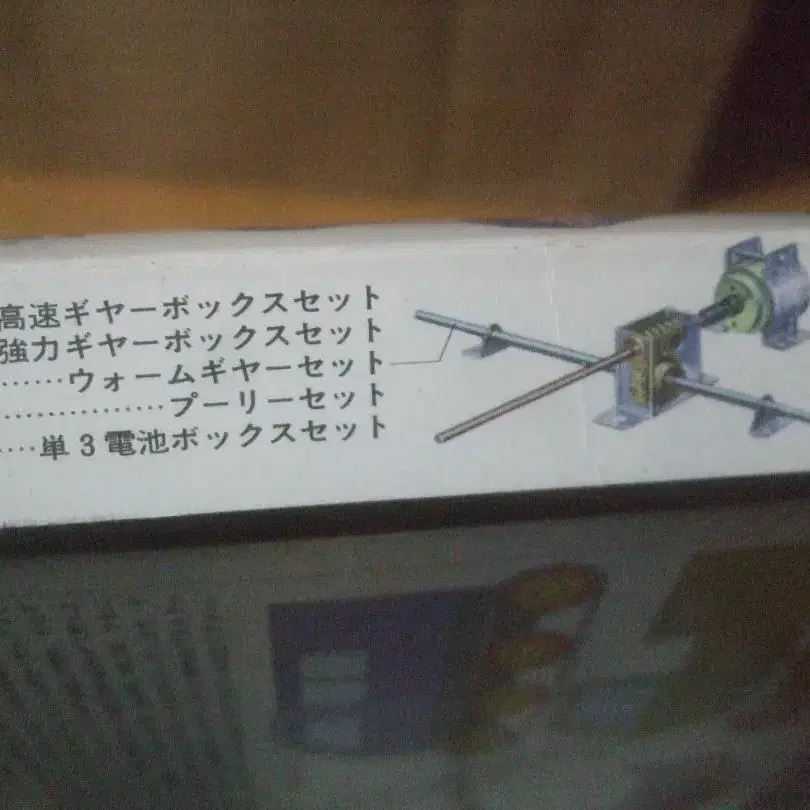 高速ギヤーボックスセット
強力ギヤーボックスセット
……ウォームギヤーセット
……………プーリーセット
…単3電池ボックスセット